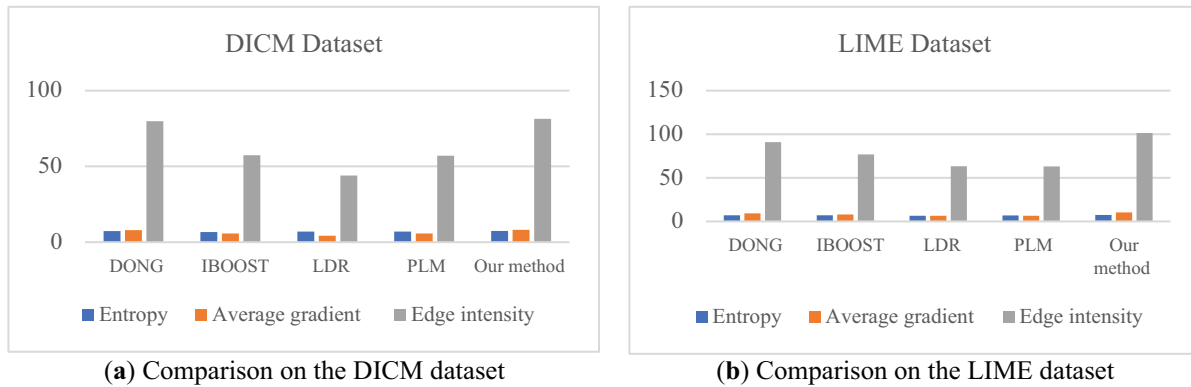 DICM Dataset
100
50
0
DONG IBOOST LDR PLM Our method
Entropy Average gradient Edge intensity
(a) Comparison on the DICM dataset
LIME Dataset
150
100
50
0
DONG IBOOST LDR PLM Our
method
Entropy Average gradient Edge intensity
(b) Comparison on the LIME dataset